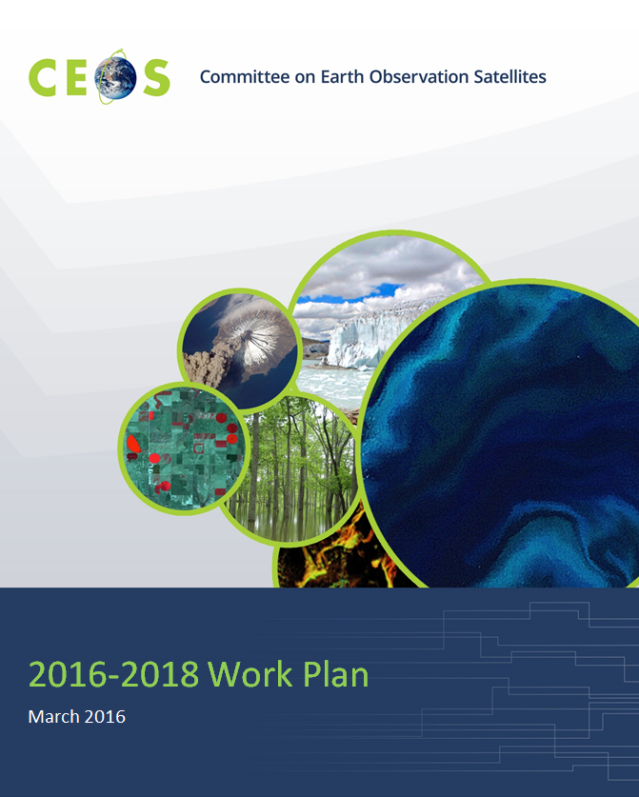 CEOS
Committee on Earth Observation Satellites
2016-2018 Work Plan
March 2016